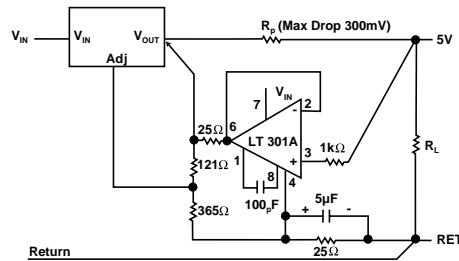 Rp (Max Drop 300mV)
VIN
VIN
VOUT
5V
Adj
VIN
7
2
6
LT 301A
25Ω
-
1
+
3
1kΩ
RL
121Ω
8
4
100pF
5µF
+
-
365Ω
25Ω
RET
Return